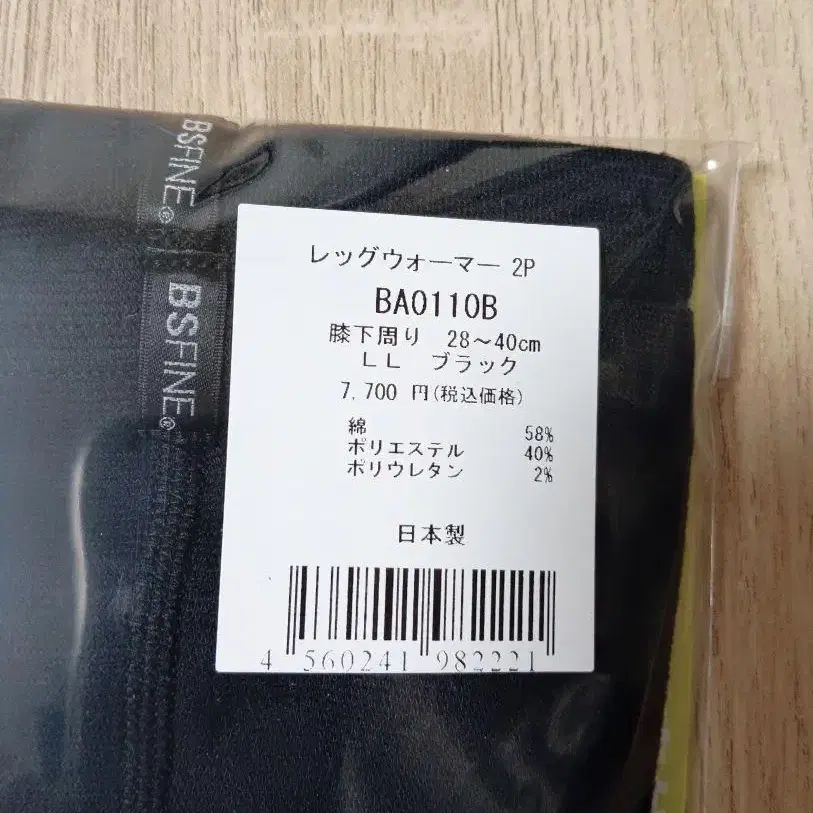 BSFINE®
BSFINE®
レッグウォーマー 2P
BA0110B
膝下周り 28～40cm
ＬＬ ブラック
7,700 円(税込価格)
綿 58%
ポリエステル 40%
ポリウレタン 2%
日本製
4 560241 982221